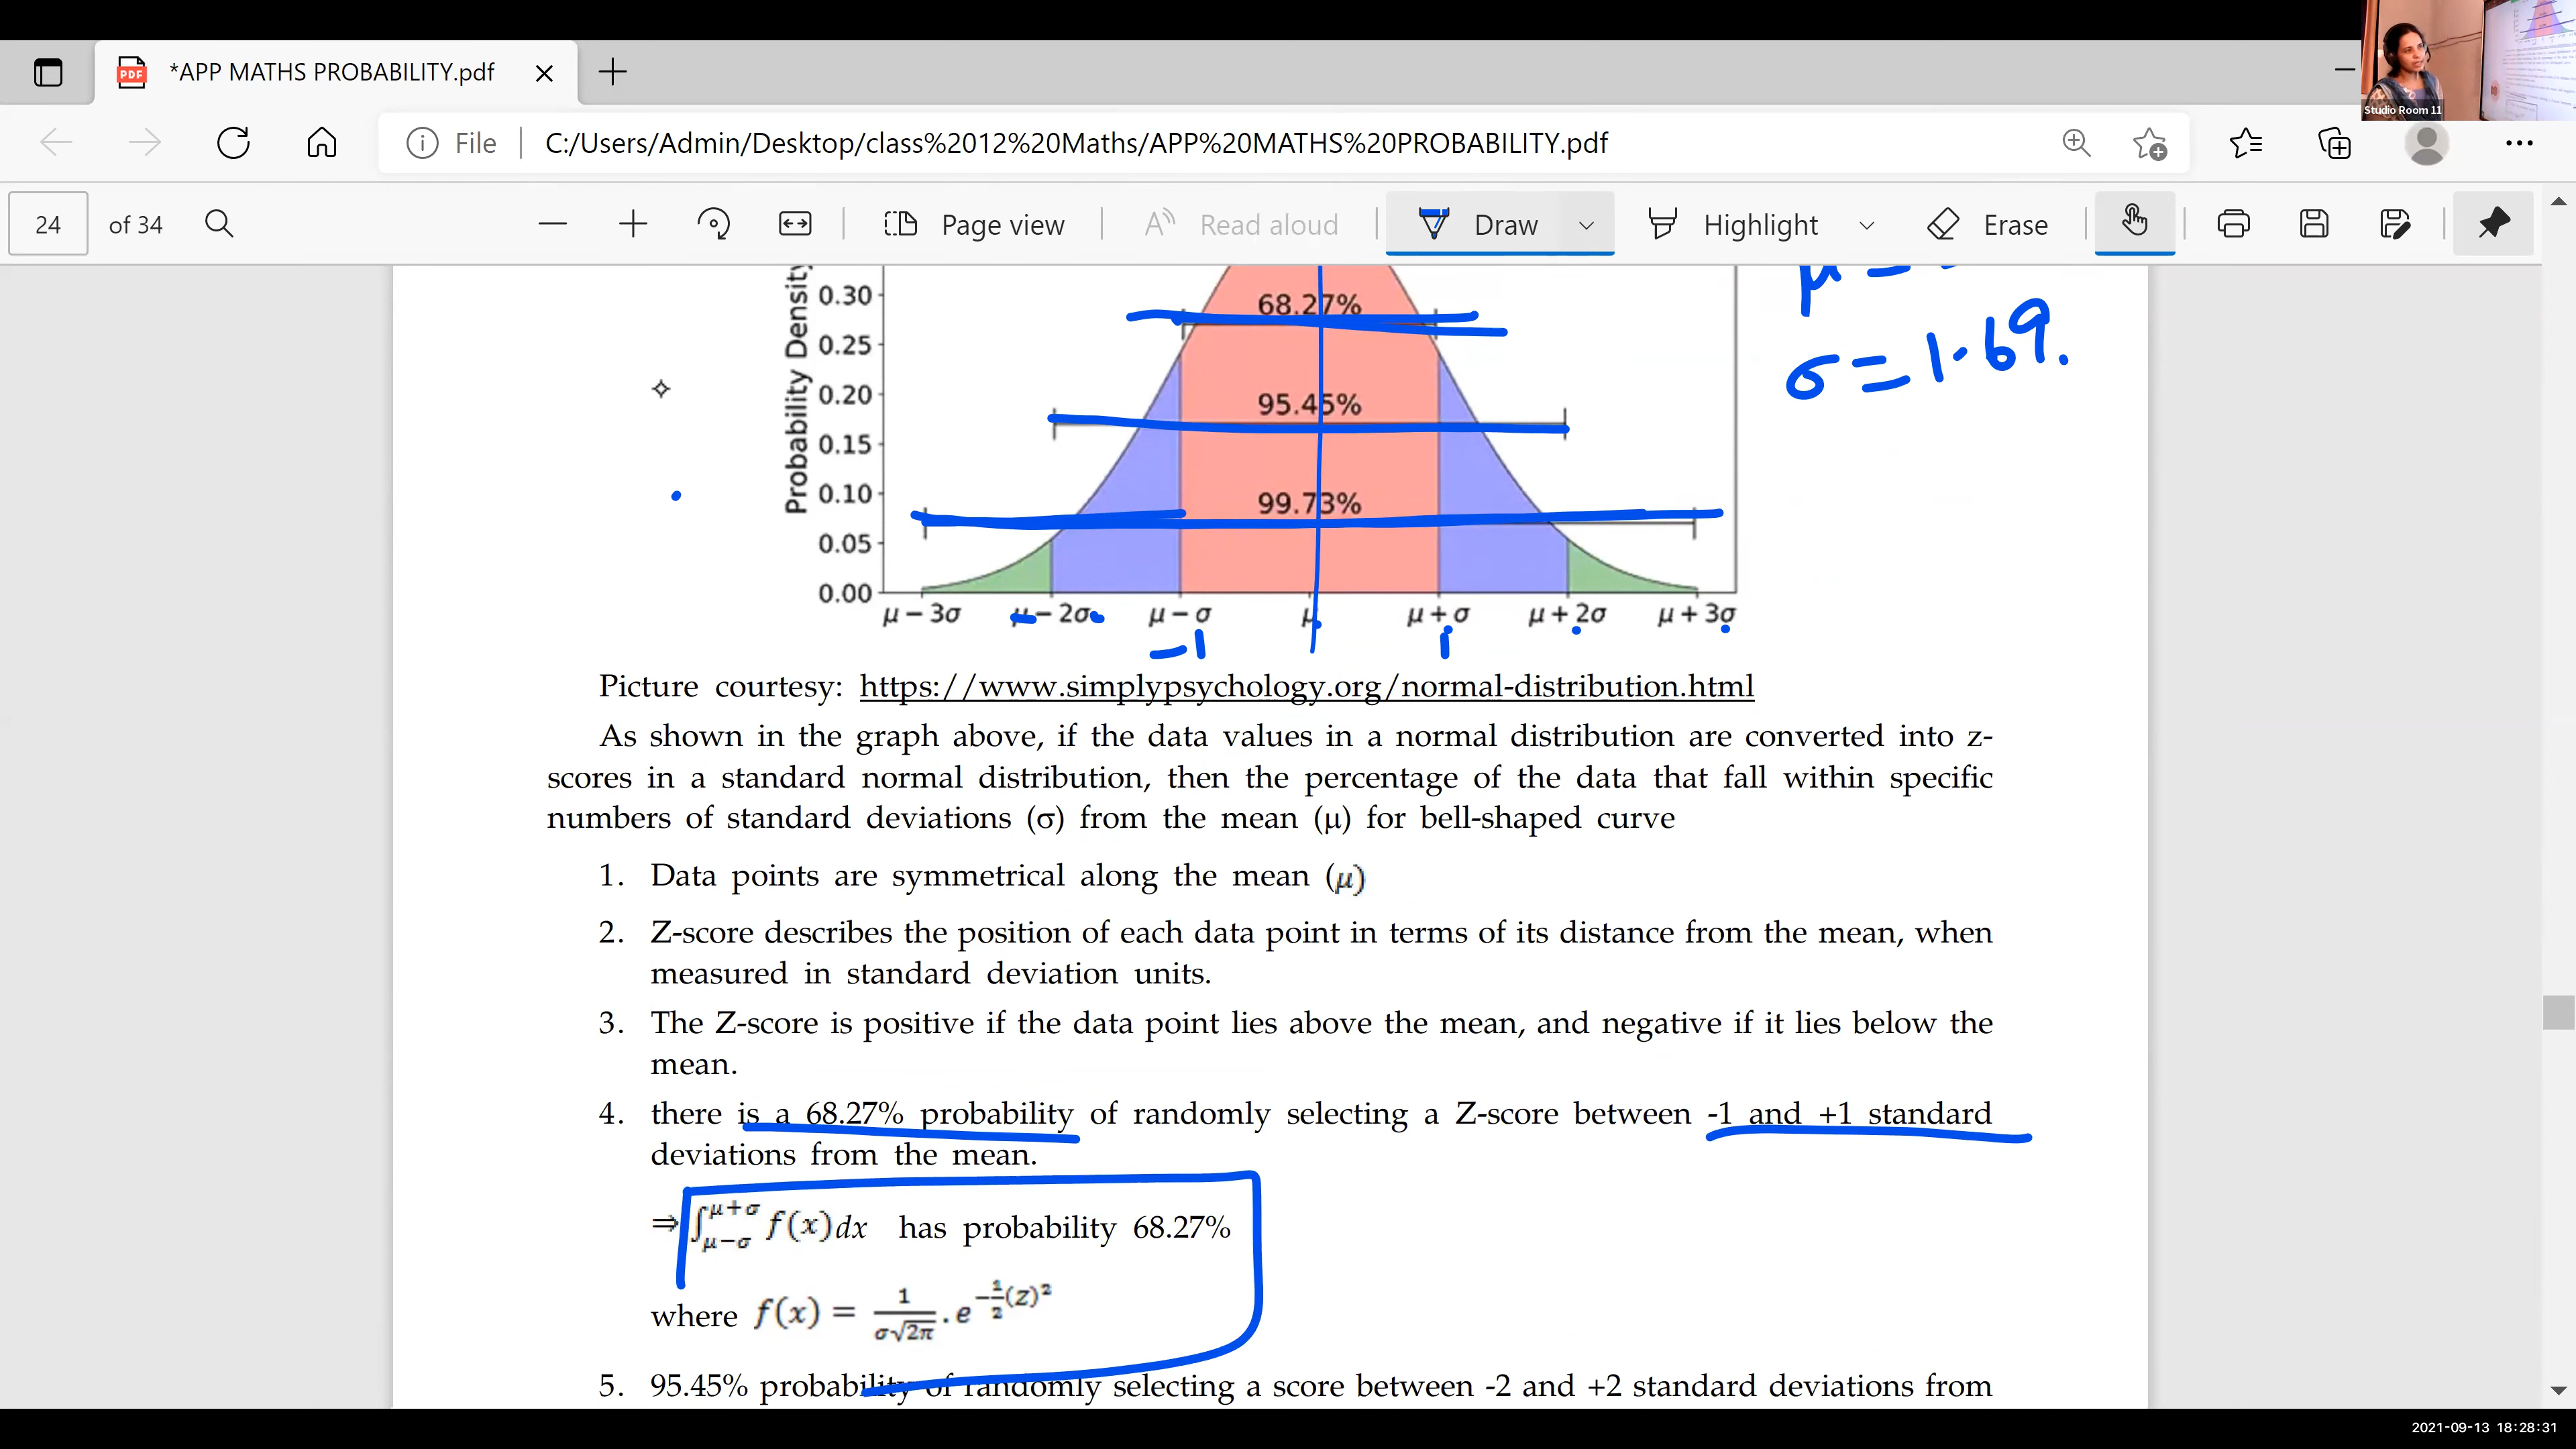 *APP MATHS PROBABILITY.pdf
Studio Room 11
File
C:/Users/Admin/Desktop/class%2012%20Maths/APP%20MATHS%20PROBABILITY.pdf
24 of 34
Page view
Read aloud
Draw
Highlight
Erase
Probability Density
0.30
0.25
0.20
0.15
0.10
0.05
0.00
68.27%
95.45%
99.73%
μ − 3σ μ − 2σ μ − σ μ μ + σ μ + 2σ μ + 3σ
-1 1
μ =
σ = 1.69.
Picture courtesy: https://www.simplypsychology.org/normal-distribution.html
As shown in the graph above, if the data values in a normal distribution are converted into z-
scores in a standard normal distribution, then the percentage of the data that fall within specific
numbers of standard deviations (σ) from the mean (μ) for bell-shaped curve
1. Data points are symmetrical along the mean (μ)
2. Z-score describes the position of each data point in terms of its distance from the mean, when
measured in standard deviation units.
3. The Z-score is positive if the data point lies above the mean, and negative if it lies below the
mean.
4. there is a 68.27% probability of randomly selecting a Z-score between -1 and +1 standard
deviations from the mean.
⇒ ∫_{μ−σ}^{μ+σ} f(x)dx has probability 68.27%
where f(x) = 1/(σ√2π) . e^{−1/2(z)²}
5. 95.45% probability of randomly selecting a score between -2 and +2 standard deviations from
2021-09-13 18:28:31